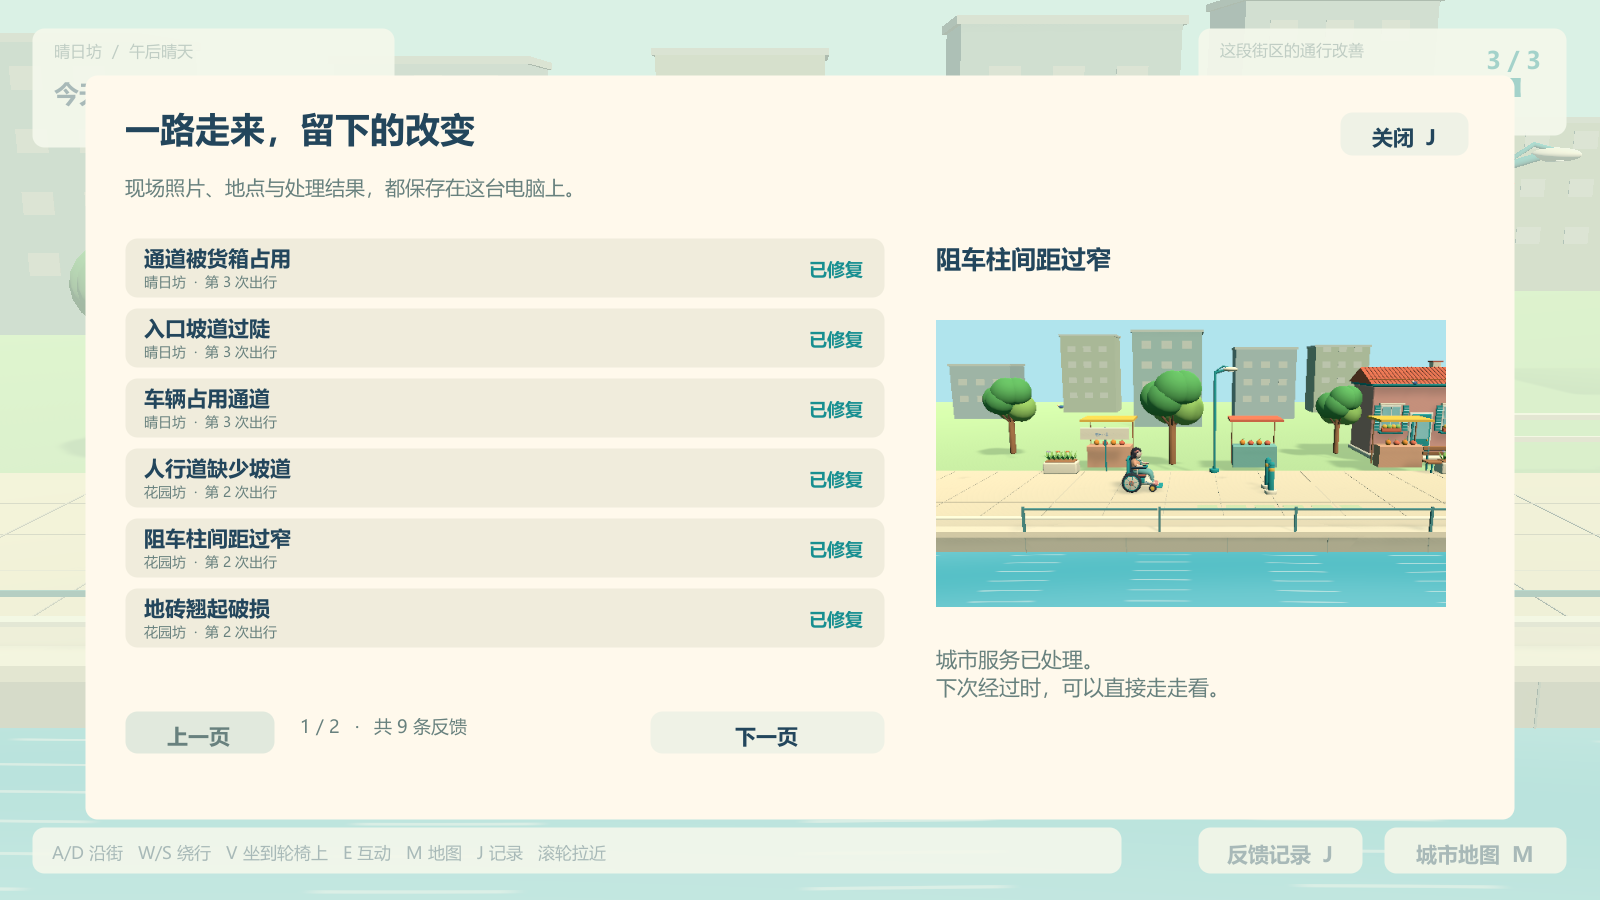 晴日坊 / 午后晴天
今
这段街区的通行改善
3 / 3
一路走来，留下的改变
关闭 J
现场照片、地点与处理结果，都保存在这台电脑上。
通道被货箱占用
晴日坊 · 第 3 次出行
已修复
入口坡道过陡
晴日坊 · 第 3 次出行
已修复
车辆占用通道
晴日坊 · 第 3 次出行
已修复
人行道缺少坡道
花园坊 · 第 2 次出行
已修复
阻车柱间距过窄
花园坊 · 第 2 次出行
已修复
地砖翘起破损
花园坊 · 第 2 次出行
已修复
上一页
1 / 2 · 共 9 条反馈
下一页
阻车柱间距过窄
城市服务已处理。
下次经过时，可以直接走走看。
A/D 沿街 W/S 绕行 V 坐到轮椅上 E 互动 M 地图 J 记录 滚轮拉近
反馈记录 J
城市地图 M